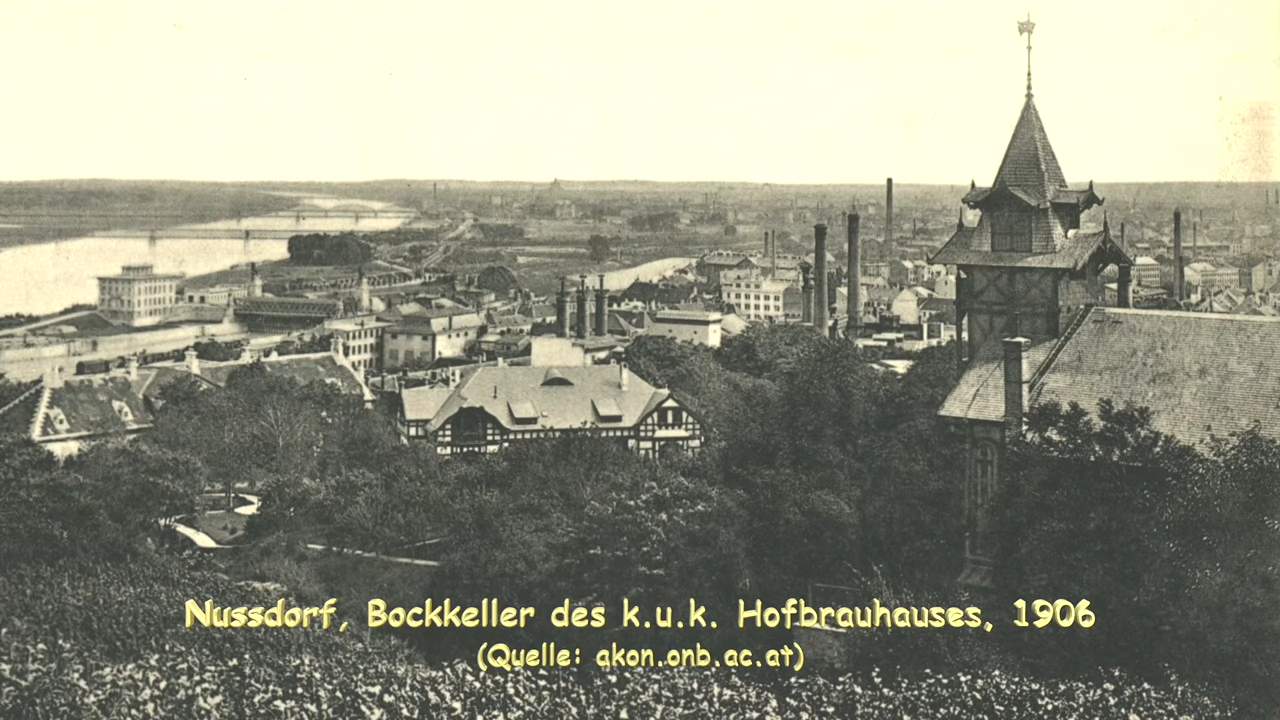 Nussdorf, Bockkeller des k.u.k. Hofbrauhauses, 1906
(Quelle: akon.onb.ac.at)